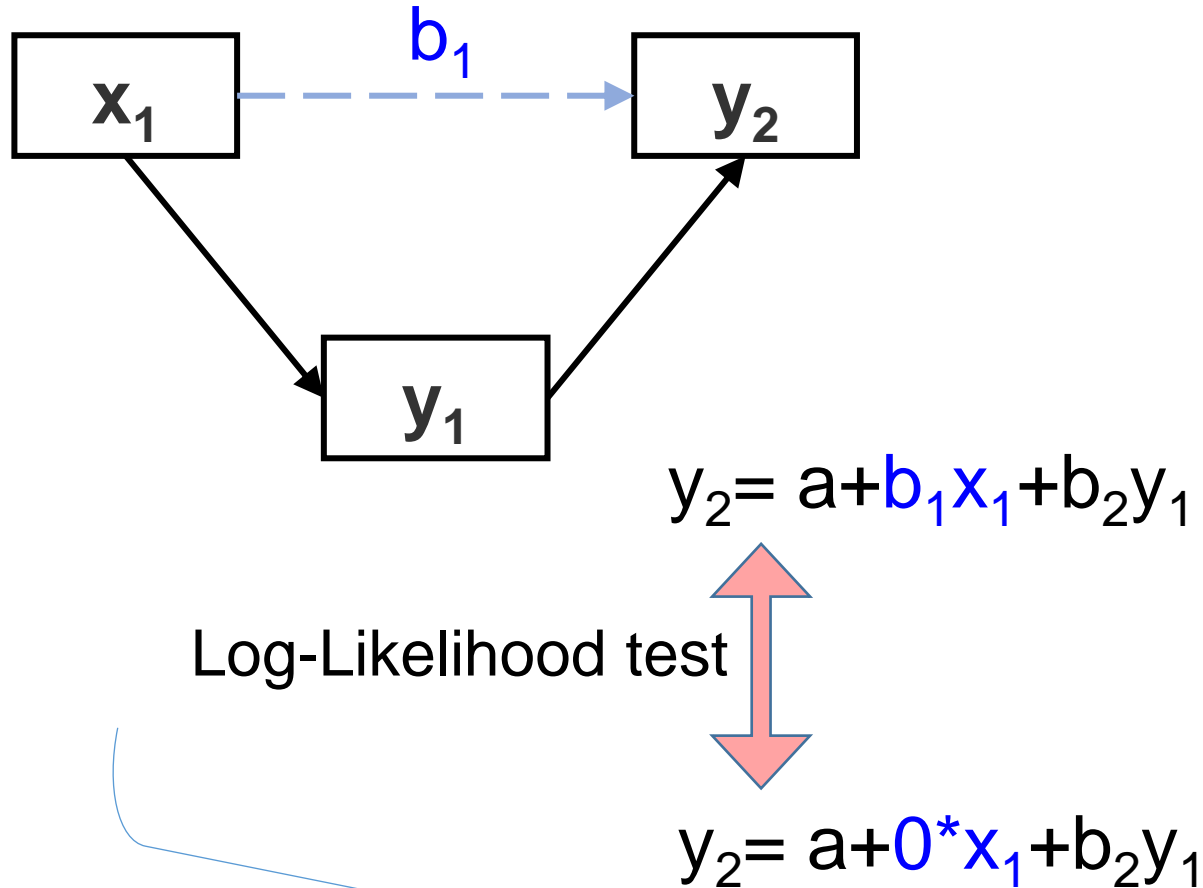 b₁
x₁
y₂
y₁
y₂= a+b₁x₁+b₂y₁
Log-Likelihood test
y₂= a+0*x₁+b₂y₁